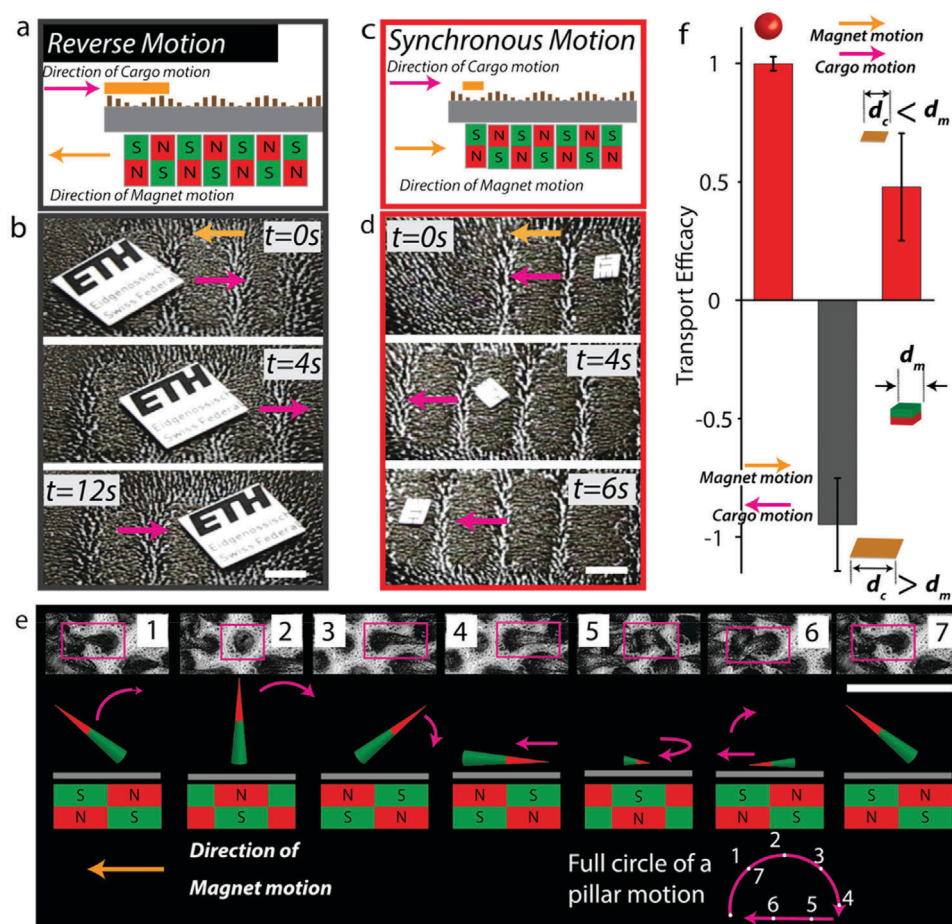 a
Reverse Motion
Direction of Cargo motion
S N S N S N S
N S N S N S N
Direction of Magnet motion
b
t=0s
ETH
Eidgenossisch
Swiss Federa
t=4s
ETH
Eidgenossisch
Swiss Federa
t=12s
ETH
Eidgenossisch
Swiss Federal
c
Synchronous Motion
Direction of Cargo motion
S N S N S N S
N S N S N S N
Direction of Magnet motion
d
t=0s
t=4s
t=6s
f
Magnet motion
Cargo motion
1
d_c < d_m
0.5
Transport Efficacy
0
d_m
-0.5
Magnet motion
Cargo motion
-1
d_c > d_m
e
1 2 3 4 5 6 7
S N
N S
N
S
N S
S N
N S
S N
S
N
S N
N S
S N
N S
Direction of
Magnet motion
Full circle of a
pillar motion
1 2 3 4 5 6 7